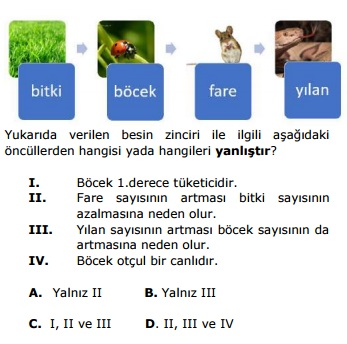 bitki
böcek
fare
yılan
Yukarıda verilen besin zinciri ile ilgili aşağıdaki
öncüllerden hangisi yada hangileri yanlıştır?
I. Böcek 1.derece tüketicidir.
II. Fare sayısının artması bitki sayısının
azalmasına neden olur.
III. Yılan sayısının artması böcek sayısının da
artmasına neden olur.
IV. Böcek otçul bir canlıdır.
A. Yalnız II B. Yalnız III
C. I, II ve III D. II, III ve IV